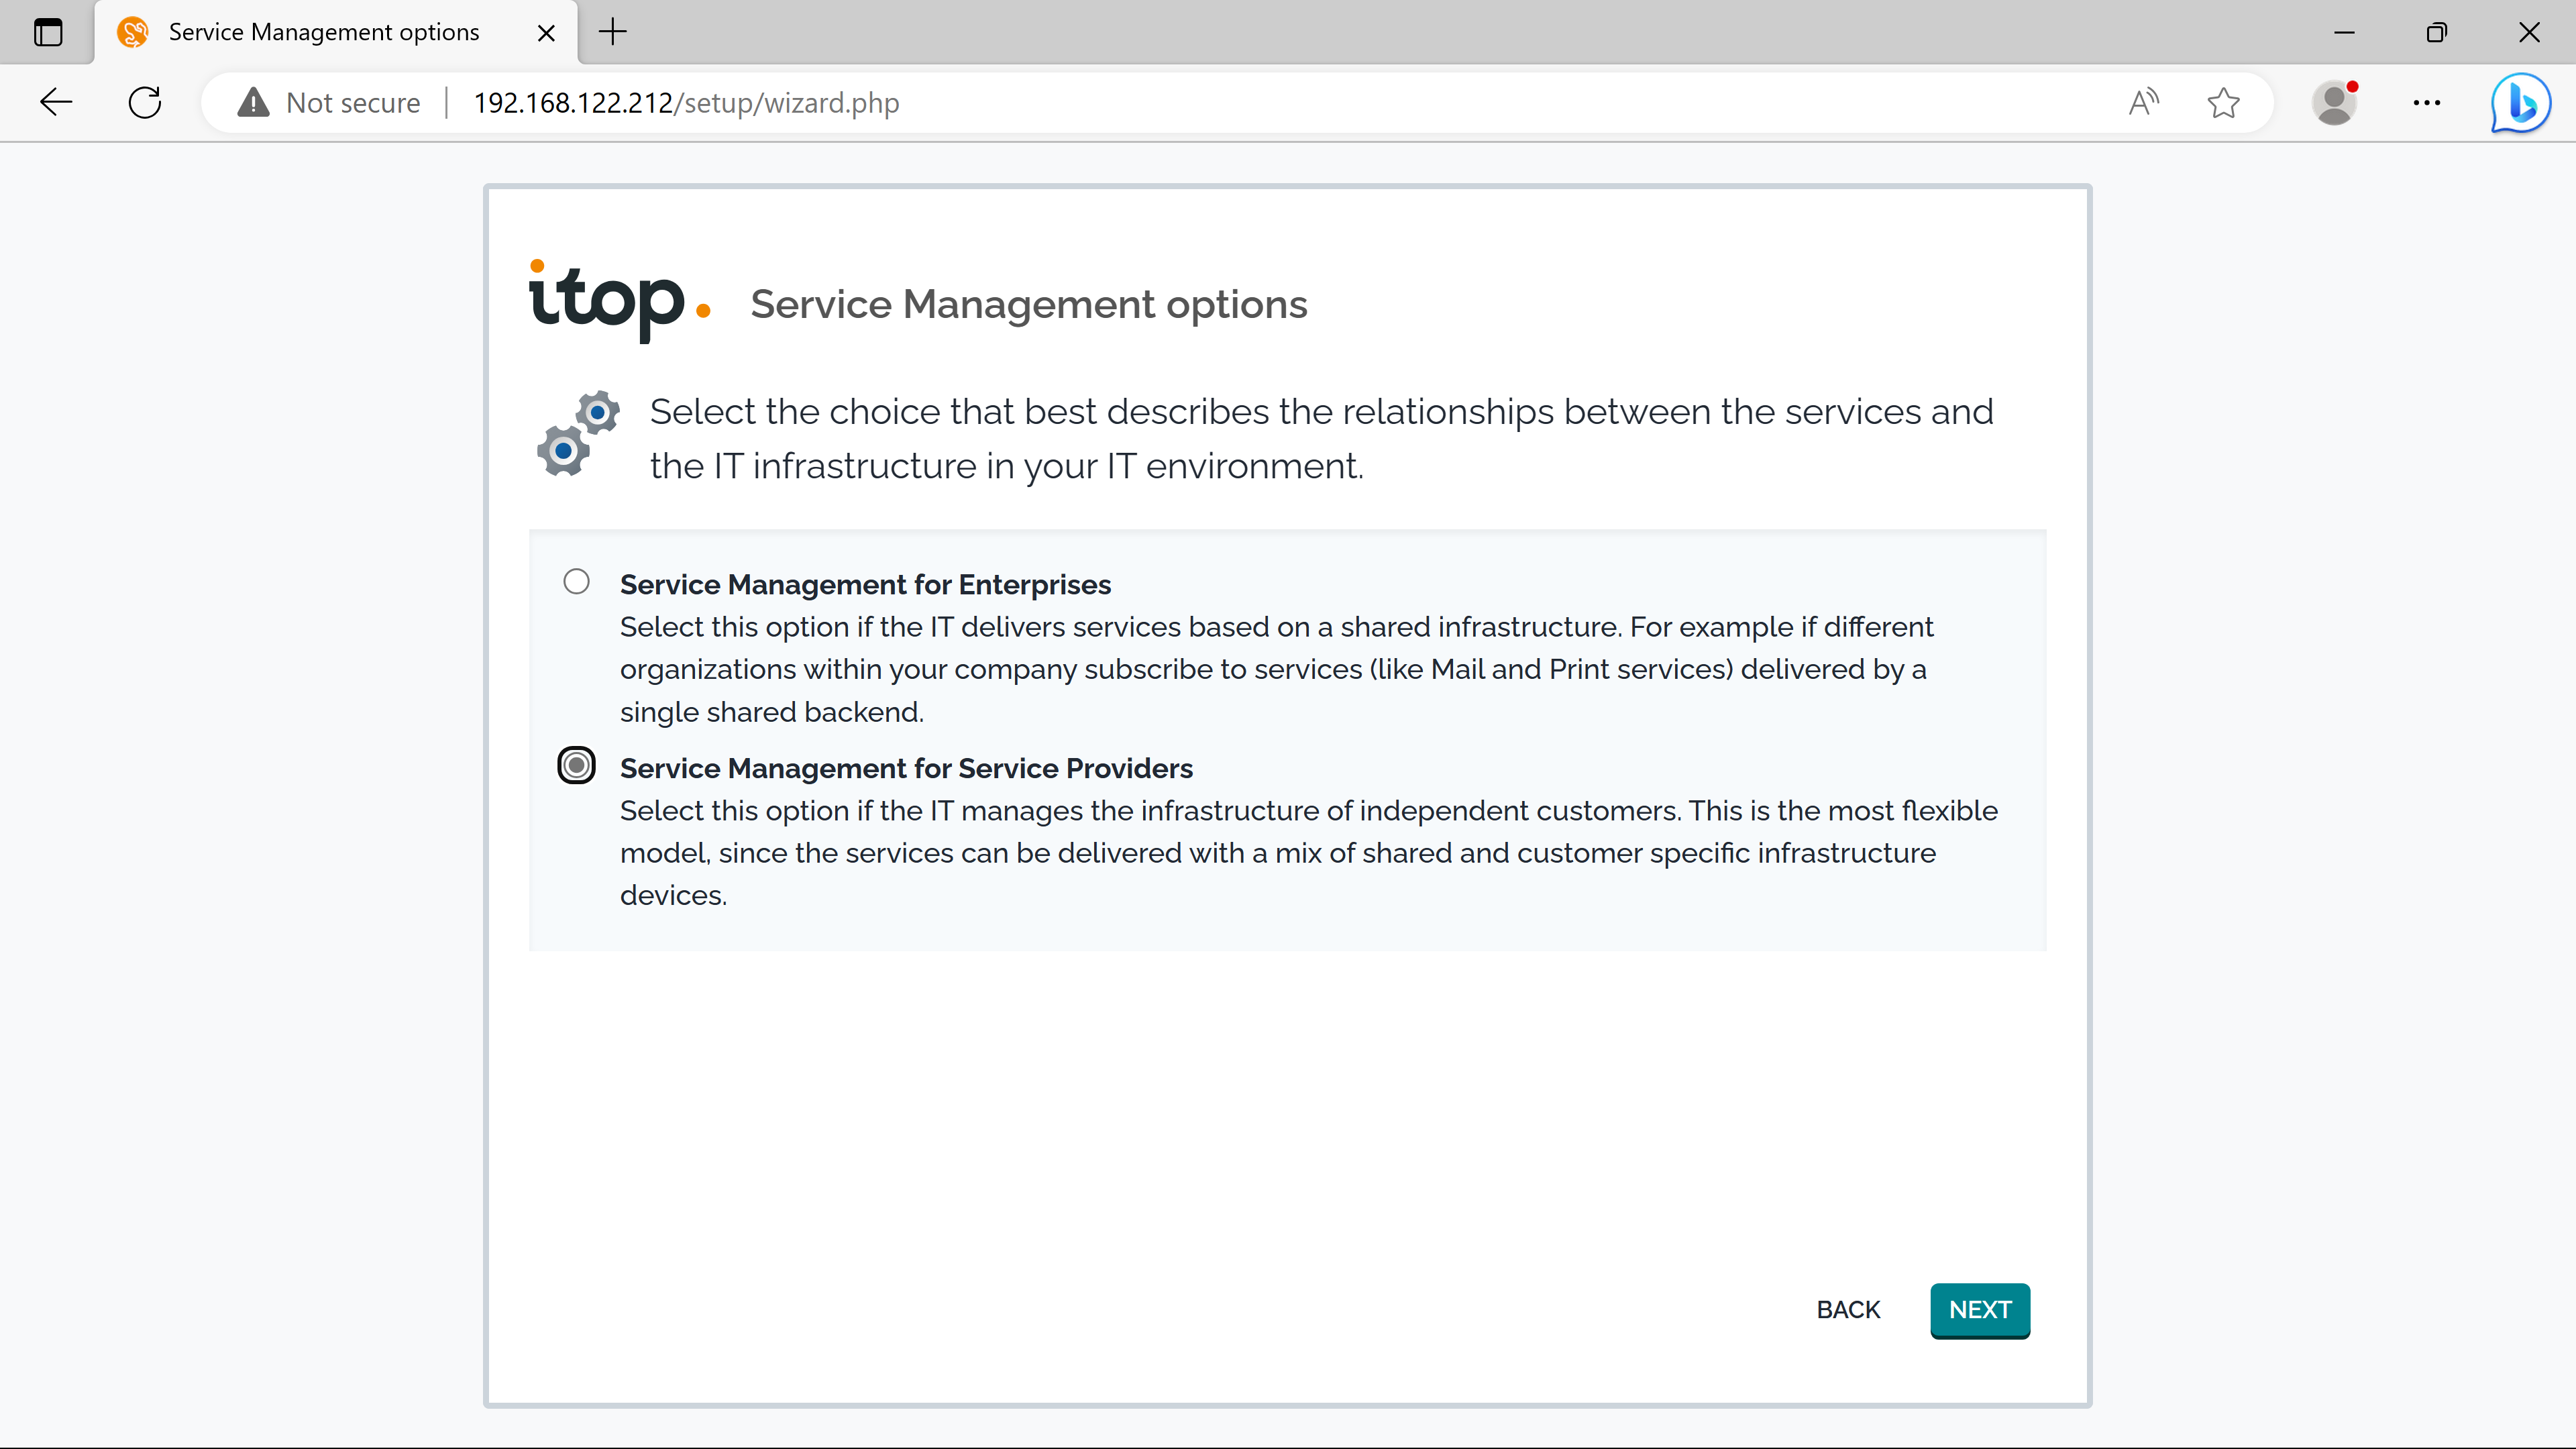 Service Management options
Not secure
192.168.122.212/setup/wizard.php
itop.
Service Management options
Select the choice that best describes the relationships between the services and
the IT infrastructure in your IT environment.
Service Management for Enterprises
Select this option if the IT delivers services based on a shared infrastructure. For example if different
organizations within your company subscribe to services (like Mail and Print services) delivered by a
single shared backend.
Service Management for Service Providers
Select this option if the IT manages the infrastructure of independent customers. This is the most flexible
model, since the services can be delivered with a mix of shared and customer specific infrastructure
devices.
BACK
NEXT